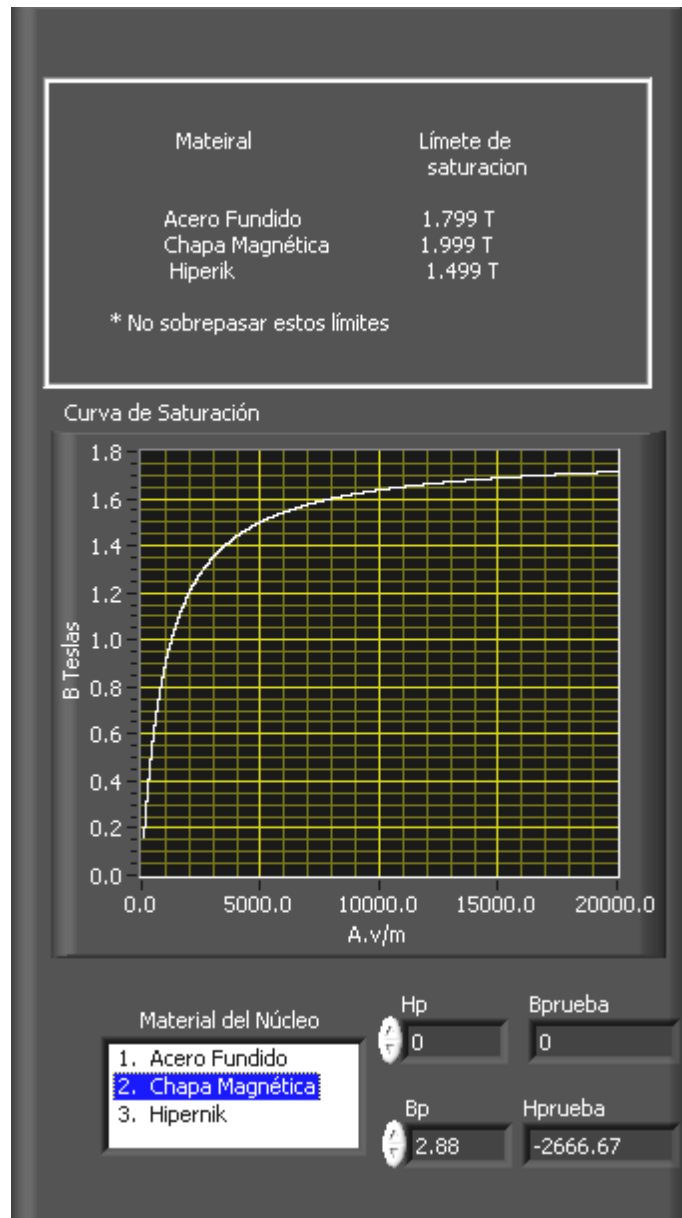 Mateiral Límete de
saturacion
Acero Fundido 1.799 T
Chapa Magnética 1.999 T
Hiperik 1.499 T
* No sobrepasar estos límites
Curva de Saturación
1.8
1.6
1.4
1.2
1.0
0.8
0.6
0.4
0.2
0.0
B Teslas
0.0 5000.0 10000.0 15000.0 20000.0
A.v/m
Material del Núcleo
1. Acero Fundido
2. Chapa Magnética
3. Hipernik
Hp Bprueba
0 0
Bp Hprueba
2.88 -2666.67